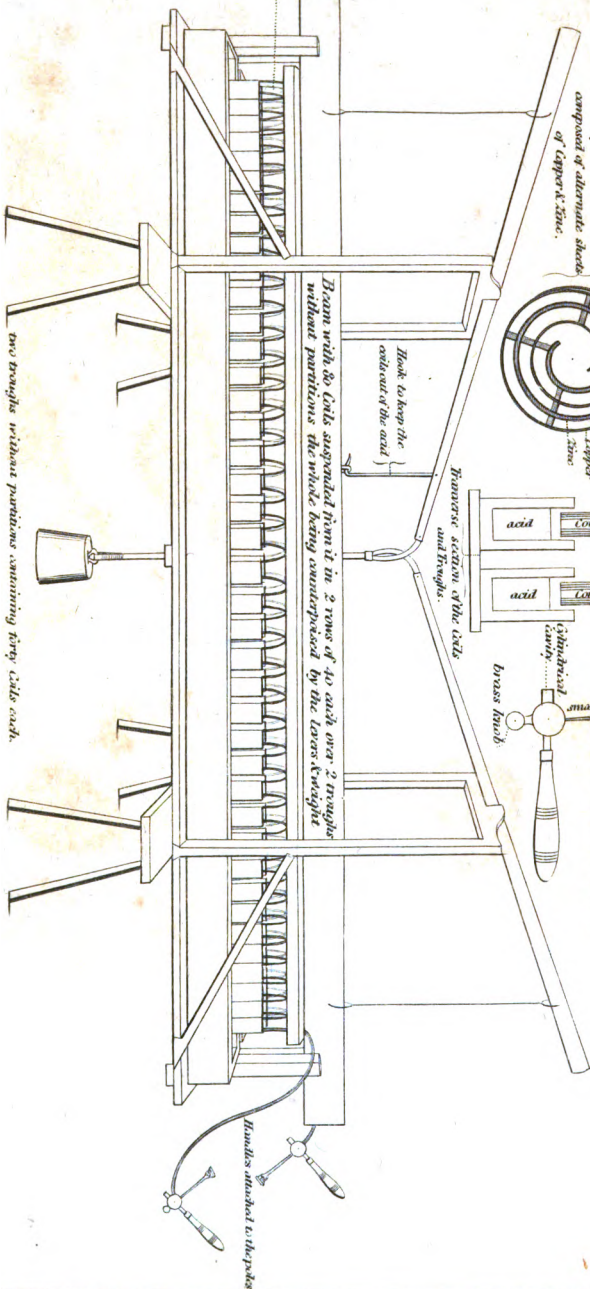 composed of alternate sheets
of Copper & Zinc.
Copper
Zinc
acid
acid
Tranverse section of the Coils
and Troughs.
Cylindrical
Cavity
brass knob
Hook to keep the
coils out of the acid
Beam with 80 Coils suspended from it in 2 rows of 40 each over 2 troughs
without partitions the whole being counterpoised by the levers & weight
Handles attached to the poles
two troughs without partitions containing forty Coils each.